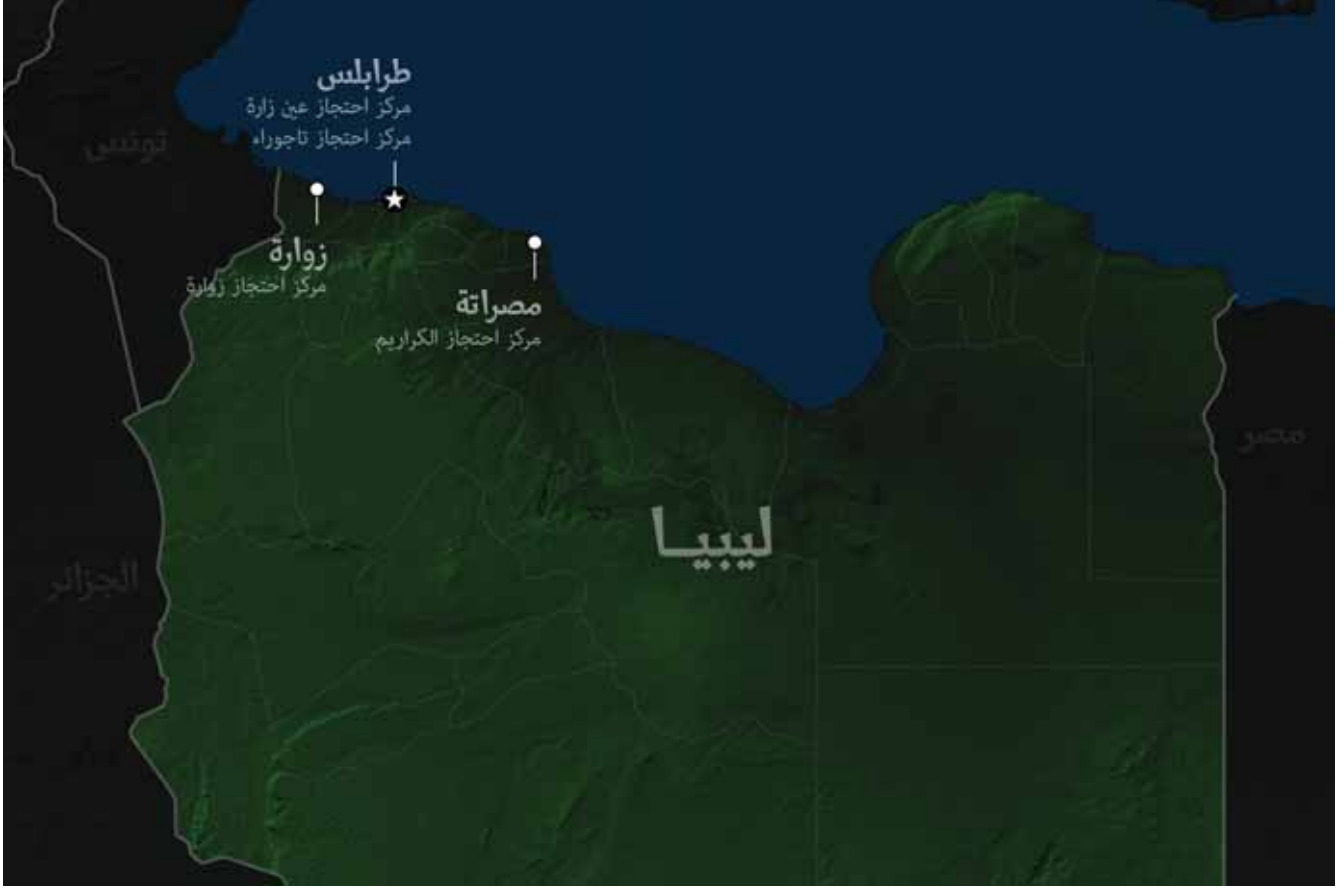 طرابلس
مركز احتجاز عين زارة
مركز احتجاز تاجوراء
تونس
زوارة
مركز احتجاز زوارة
مصراتة
مركز احتجاز الكراريم
مصر
ليبيا
الجزائر